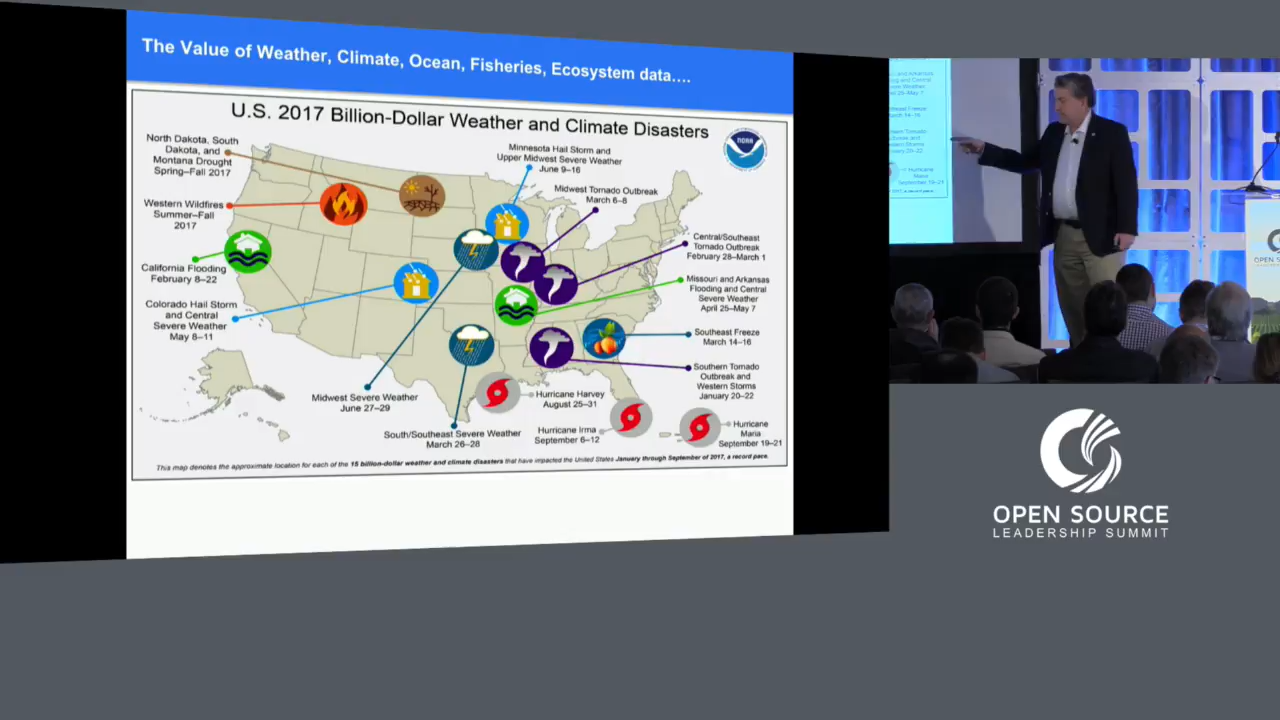 The Value of Weather, Climate, Ocean, Fisheries, Ecosystem data....
U.S. 2017 Billion-Dollar Weather and Climate Disasters
North Dakota, South
Dakota, and
Montana Drought
Spring–Fall 2017
Western Wildfires
Summer–Fall
2017
California Flooding
February 8–22
Colorado Hail Storm
and Central
Severe Weather
May 8–11
Midwest Severe Weather
June 27–29
South/Southeast Severe Weather
March 26–28
Minnesota Hail Storm and
Upper Midwest Severe Weather
June 9–16
Midwest Tornado Outbreak
March 6–8
noaa
Central/Southeast
Tornado Outbreak
February 28–March 1
Missouri and Arkansas
Flooding and Central
Severe Weather
April 25–May 7
Southeast Freeze
March 14–16
Southern Tornado
Outbreak and
Western Storms
January 20–22
Hurricane Harvey
August 25–31
Hurricane Irma
September 6–12
Hurricane
Maria
September 19–21
This map denotes the approximate location for each of the 15 billion-dollar weather and climate disasters that have impacted the United States January through September of 2017, a record pace.
Hurricane
Maria
September 19–21
OPEN SOURCE
LEADERSHIP SUMMIT